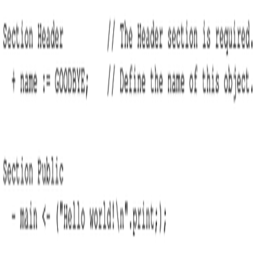 Section Header // The Header section is required.
+ name := GOODBYE; // Define the name of this object.
Section Public
- main <- ("Hello world!\n".print;);